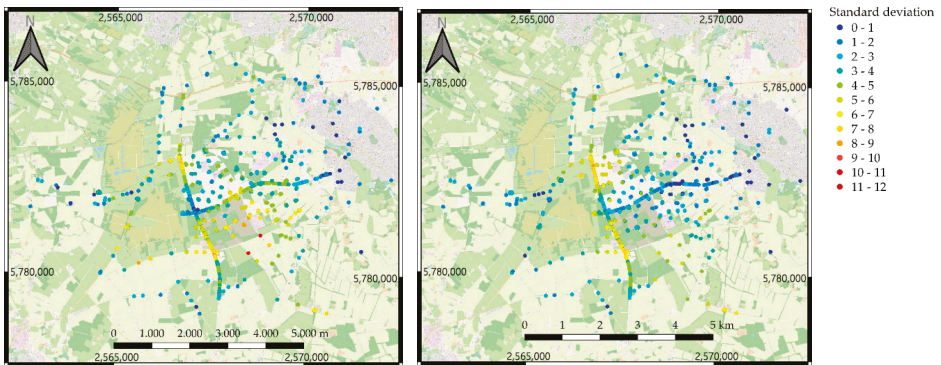 2,565,000 2,570,000
N
5,785,000 5,785,000
5,780,000 5,780,000
0 1.000 2.000 3.000 4.000 5.000 m
2,565,000 2,570,000
2,565,000 2,570,000
N
5,785,000 5,785,000
5,780,000 5,780,000
0 1 2 3 4 5 km
2,565,000 2,570,000
Standard deviation
0 - 1
1 - 2
2 - 3
3 - 4
4 - 5
5 - 6
6 - 7
7 - 8
8 - 9
9 - 10
10 - 11
11 - 12